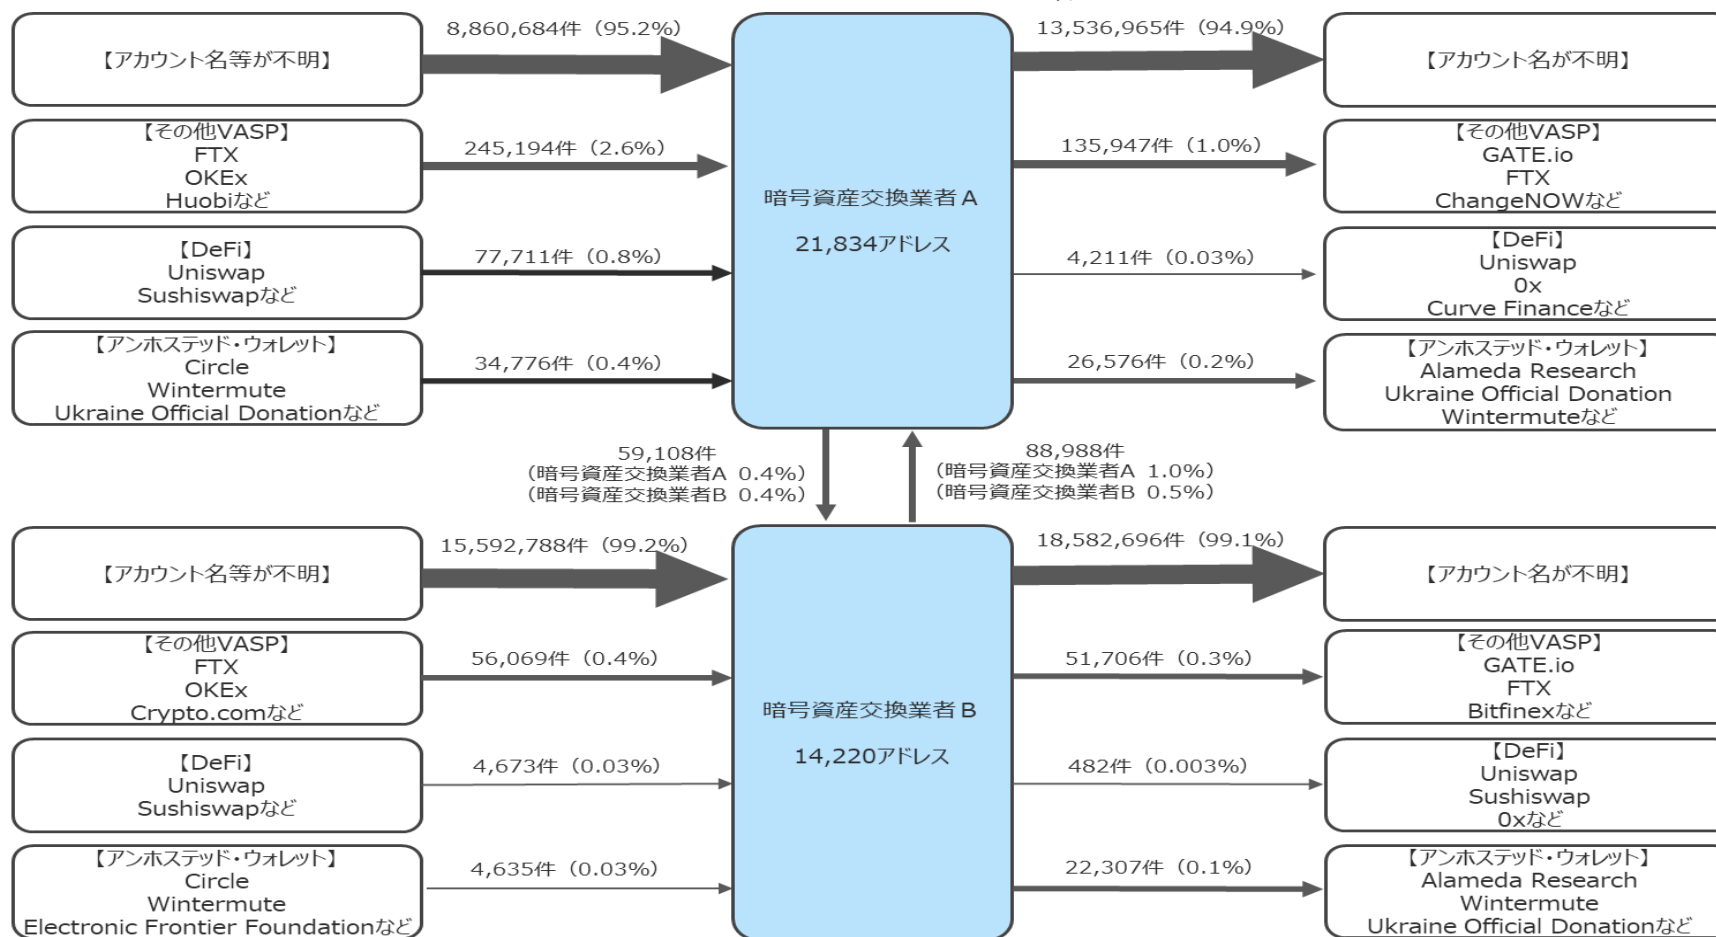 8,860,684件（95.2%）
13,536,965件（94.9%）
【アカウント名等が不明】
【アカウント名が不明】
【その他VASP】
FTX
OKEx
Huobiなど
245,194件（2.6%）
135,947件（1.0%）
【その他VASP】
GATE.io
FTX
ChangeNOWなど
暗号資産交換業者A
21,834アドレス
【DeFi】
Uniswap
Sushiswapなど
77,711件（0.8%）
4,211件（0.03%）
【DeFi】
Uniswap
0x
Curve Financeなど
【アンホステッド・ウォレット】
Circle
Wintermute
Ukraine Official Donationなど
34,776件（0.4%）
26,576件（0.2%）
【アンホステッド・ウォレット】
Alameda Research
Ukraine Official Donation
Wintermuteなど
59,108件
（暗号資産交換業者A 0.4%）
（暗号資産交換業者B 0.4%）
88,988件
（暗号資産交換業者A 1.0%）
（暗号資産交換業者B 0.5%）
15,592,788件（99.2%）
18,582,696件（99.1%）
【アカウント名等が不明】
【アカウント名が不明】
【その他VASP】
FTX
OKEx
Crypto.comなど
56,069件（0.4%）
51,706件（0.3%）
【その他VASP】
GATE.io
FTX
Bitfinexなど
暗号資産交換業者B
14,220アドレス
【DeFi】
Uniswap
Sushiswapなど
4,673件（0.03%）
482件（0.003%）
【DeFi】
Uniswap
Sushiswap
0xなど
【アンホステッド・ウォレット】
Circle
Wintermute
Electronic Frontier Foundationなど
4,635件（0.03%）
22,307件（0.1%）
【アンホステッド・ウォレット】
Alameda Research
Wintermute
Ukraine Official Donationなど